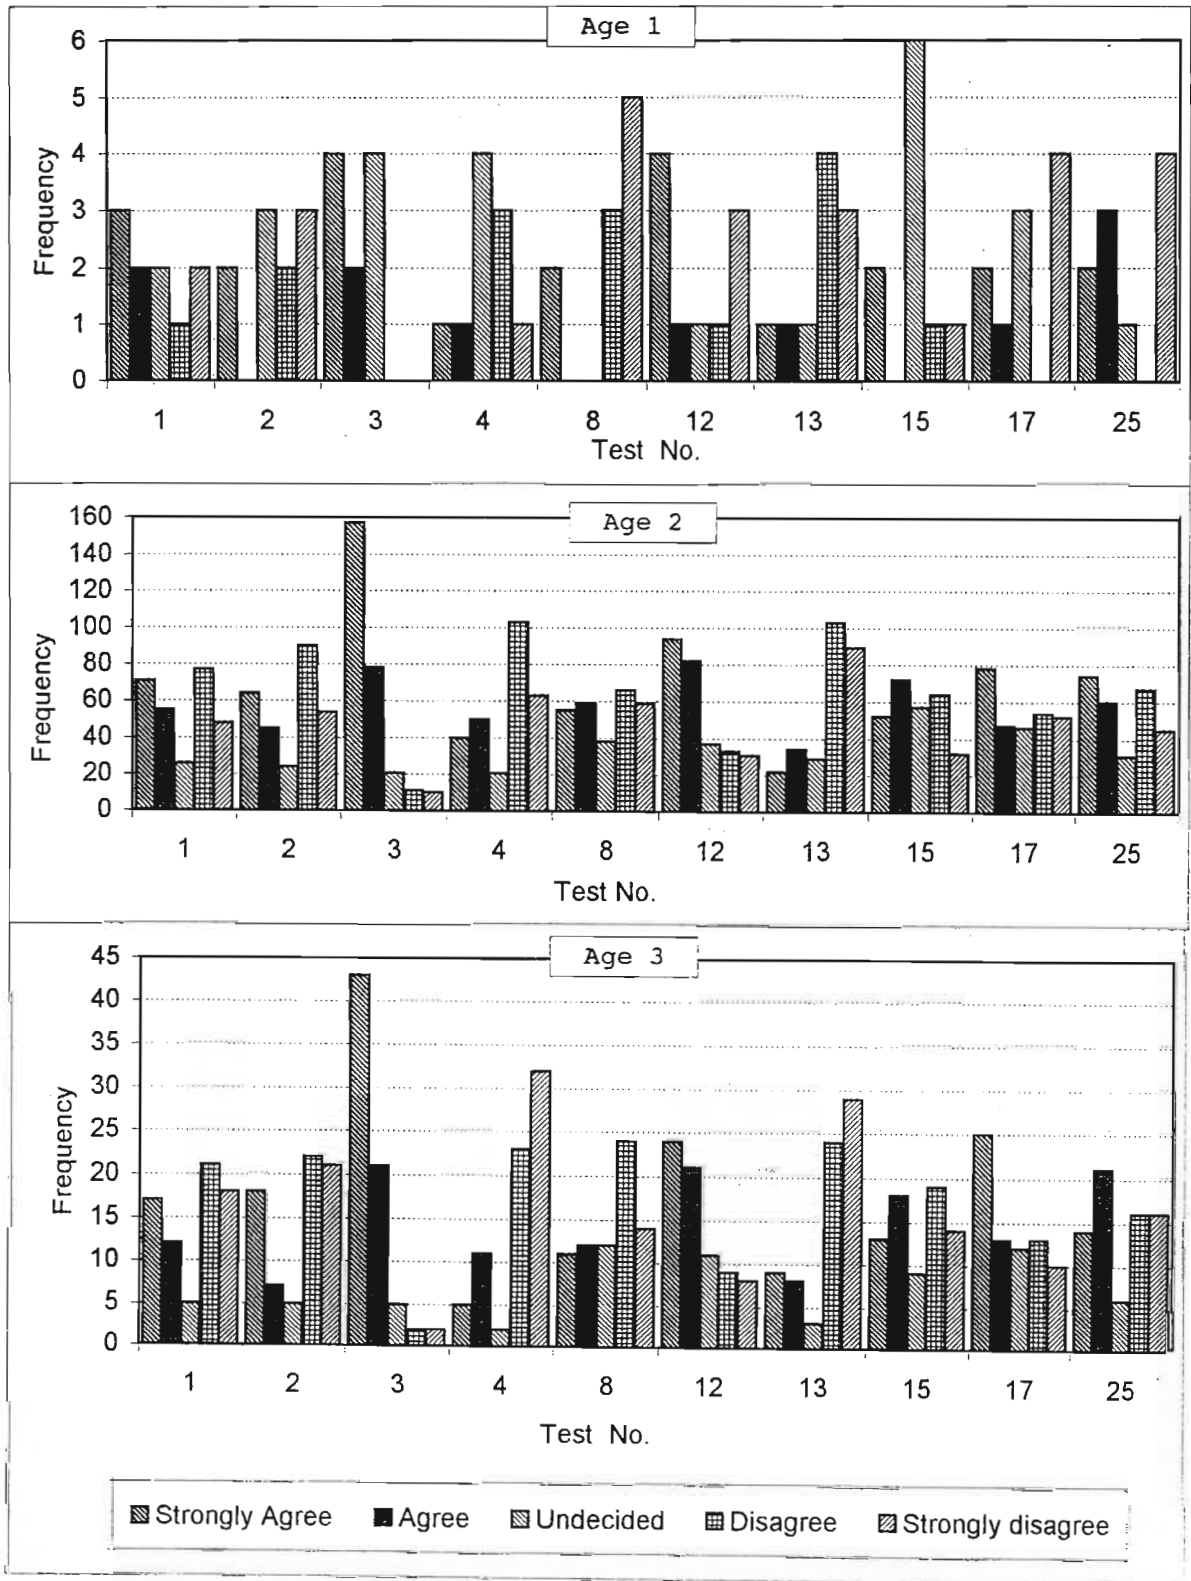 Age 1
6
5
4
3
2
1
0
Frequency
1 2 3 4 8 12 13 15 17 25
Test No.
Age 2
160
140
120
100
80
60
40
20
0
Frequency
1 2 3 4 8 12 13 15 17 25
Test No.
Age 3
45
40
35
30
25
20
15
10
5
0
Frequency
1 2 3 4 8 12 13 15 17 25
Test No.
Strongly Agree Agree Undecided Disagree Strongly disagree